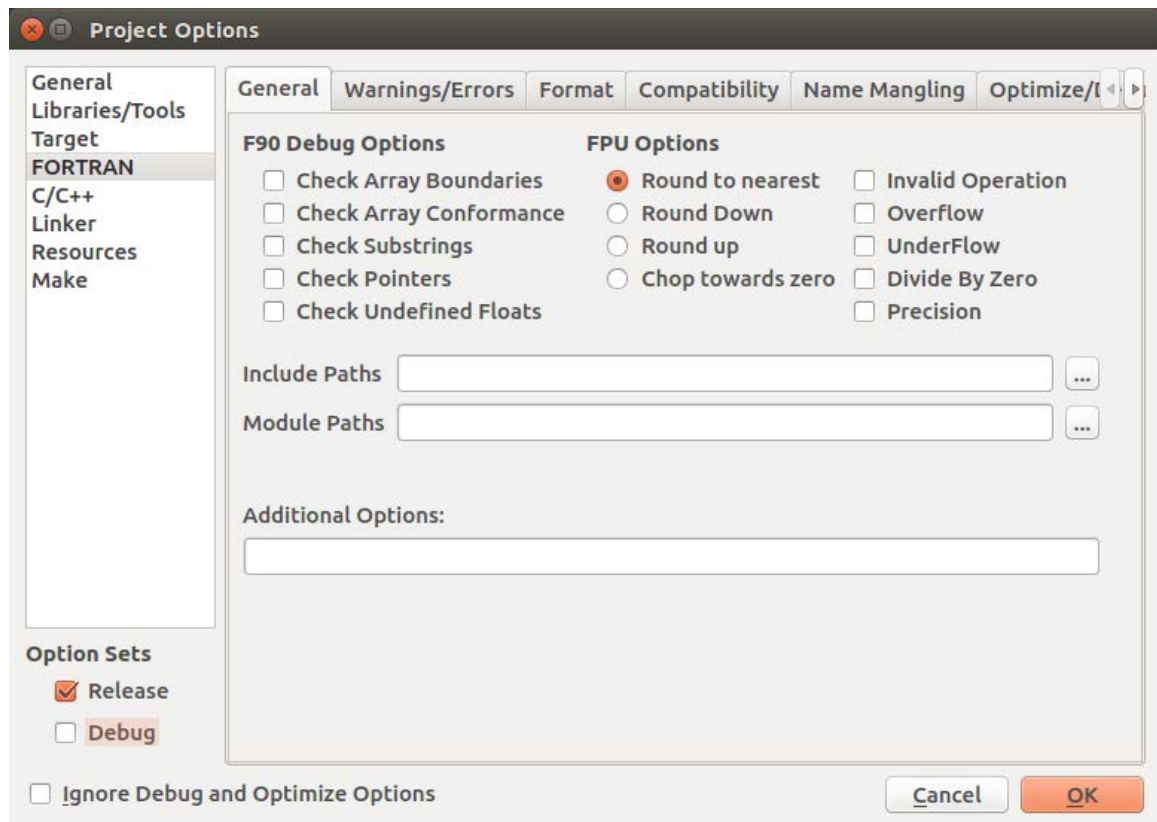 Project Options
General
Libraries/Tools
Target
FORTRAN
C/C++
Linker
Resources
Make
General Warnings/Errors Format Compatibility Name Mangling
F90 Debug Options
Check Array Boundaries
Check Array Conformance
Check Substrings
Check Pointers
Check Undefined Floats
FPU Options
Round to nearest
Round Down
Round up
Chop towards zero
Invalid Operation
Overflow
UnderFlow
Divide By Zero
Precision
Include Paths
...
Module Paths
...
Additional Options:
Option Sets
Release
Debug
Ignore Debug and Optimize Options
Cancel
OK